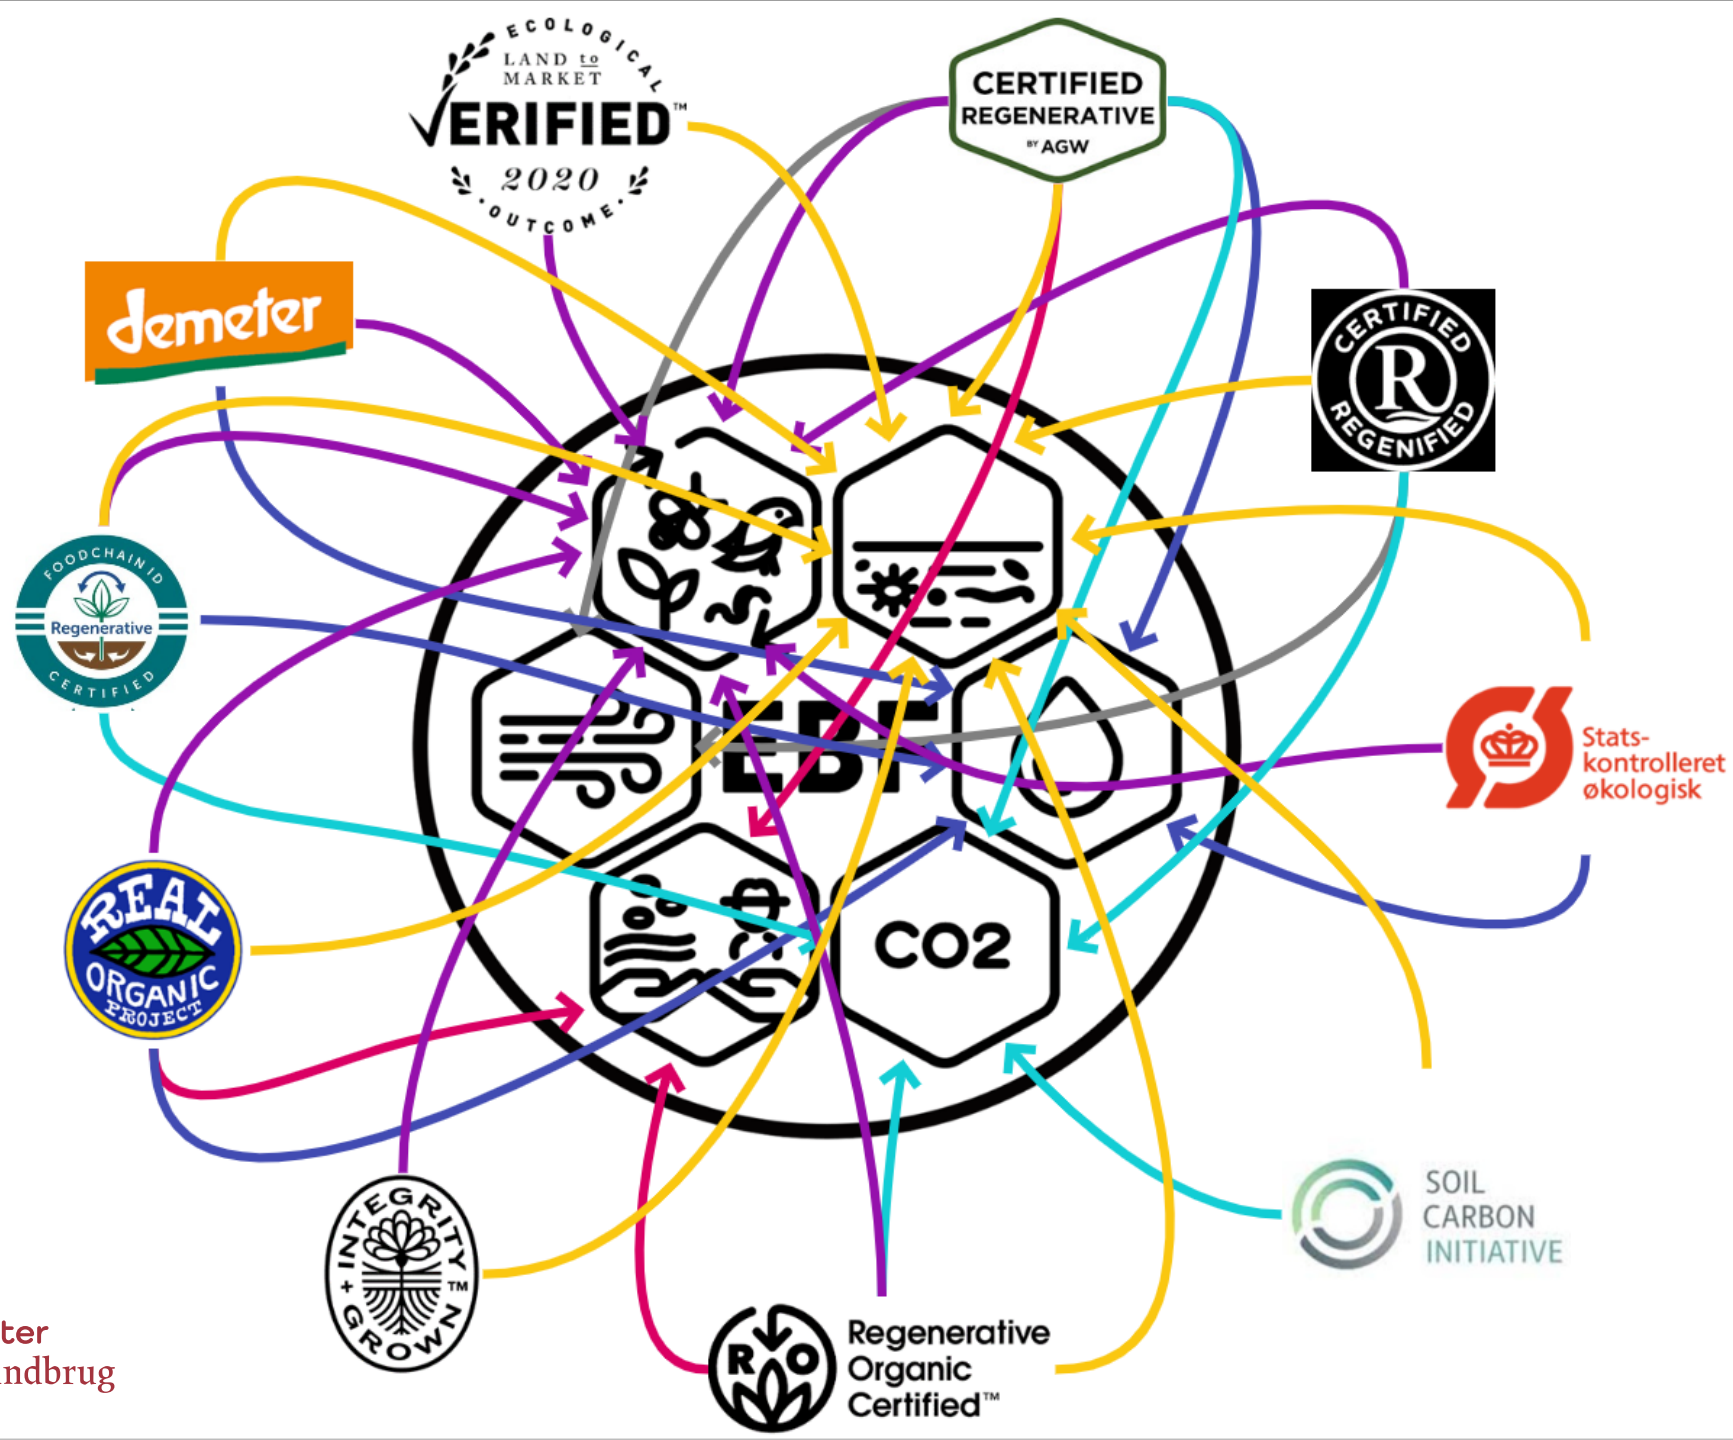 ECOLOGICAL
LAND to
MARKET
VERIFIED™
2020
OUTCOME
CERTIFIED
REGENERATIVE
BY AGW
demeter
CERTIFIED
R
REGENIFIED
FOODCHAIN ID
Regenerative
CERTIFIED
EBF
Stats-
kontrolleret
økologisk
REAL
ORGANIC
PROJECT
CO2
INTEGRITY
+ ™
GROWN
SOIL
CARBON
INITIATIVE
R O
Regenerative
Organic
Certified™
ter
ndbrug